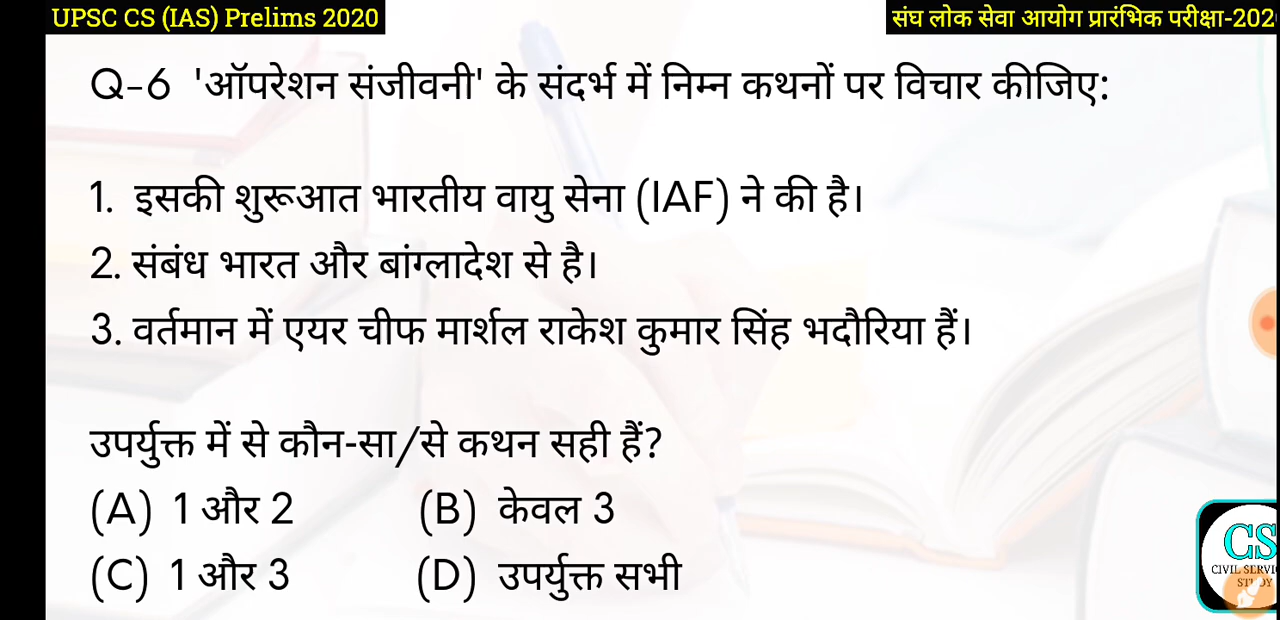 UPSC CS (IAS) Prelims 2020
संघ लोक सेवा आयोग प्रारंभिक परीक्षा-202
Q-6 'ऑपरेशन संजीवनी' के संदर्भ में निम्न कथनों पर विचार कीजिए:
1. इसकी शुरूआत भारतीय वायु सेना (IAF) ने की है।
2. संबंध भारत और बांग्लादेश से है।
3. वर्तमान में एयर चीफ मार्शल राकेश कुमार सिंह भदौरिया हैं।
उपर्युक्त में से कौन-सा/से कथन सही हैं?
(A) 1 और 2 (B) केवल 3
(C) 1 और 3 (D) उपर्युक्त सभी
CS
CIVIL SERVI